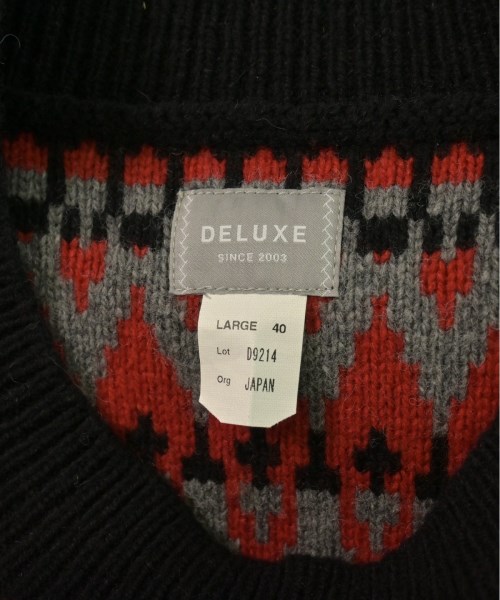 DELUXE
SINCE 2003
LARGE 40
Lot D9214
Org JAPAN